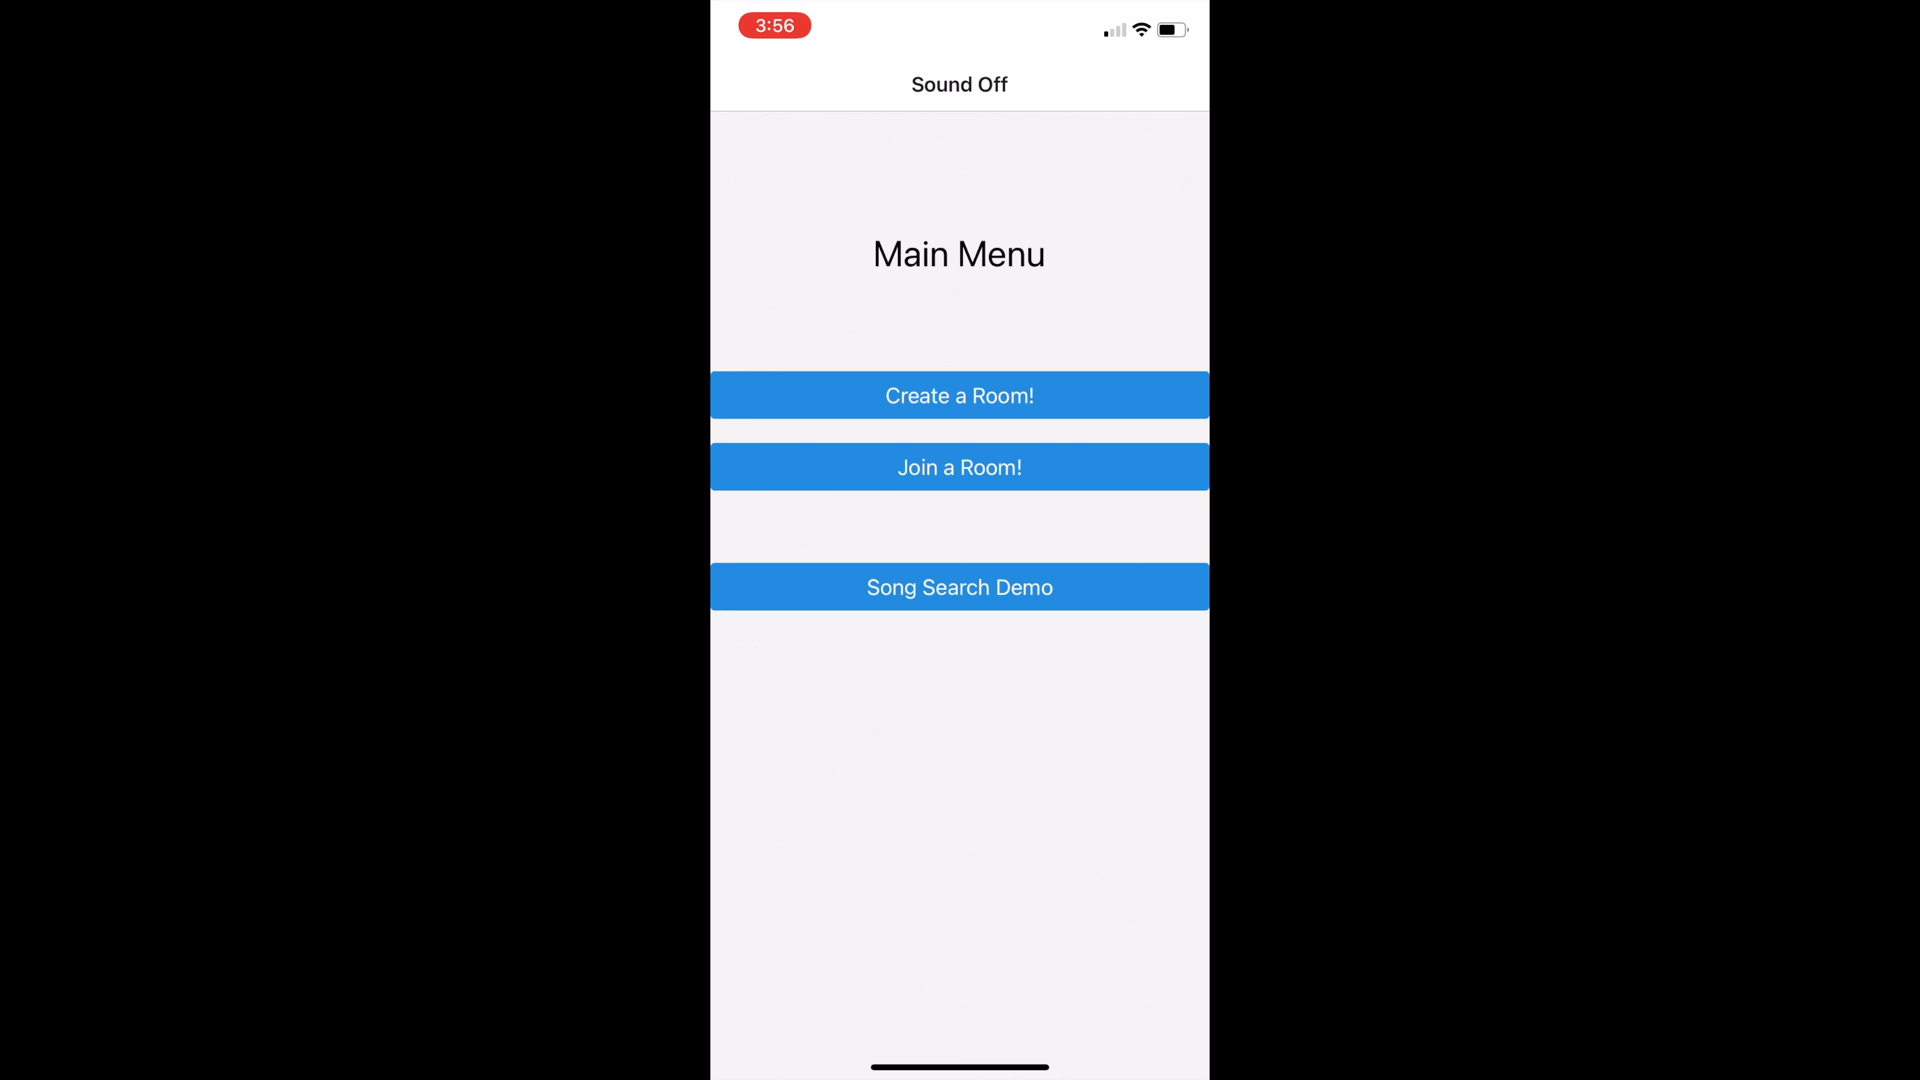 3:56
Sound Off
Main Menu
Create a Room!
Join a Room!
Song Search Demo